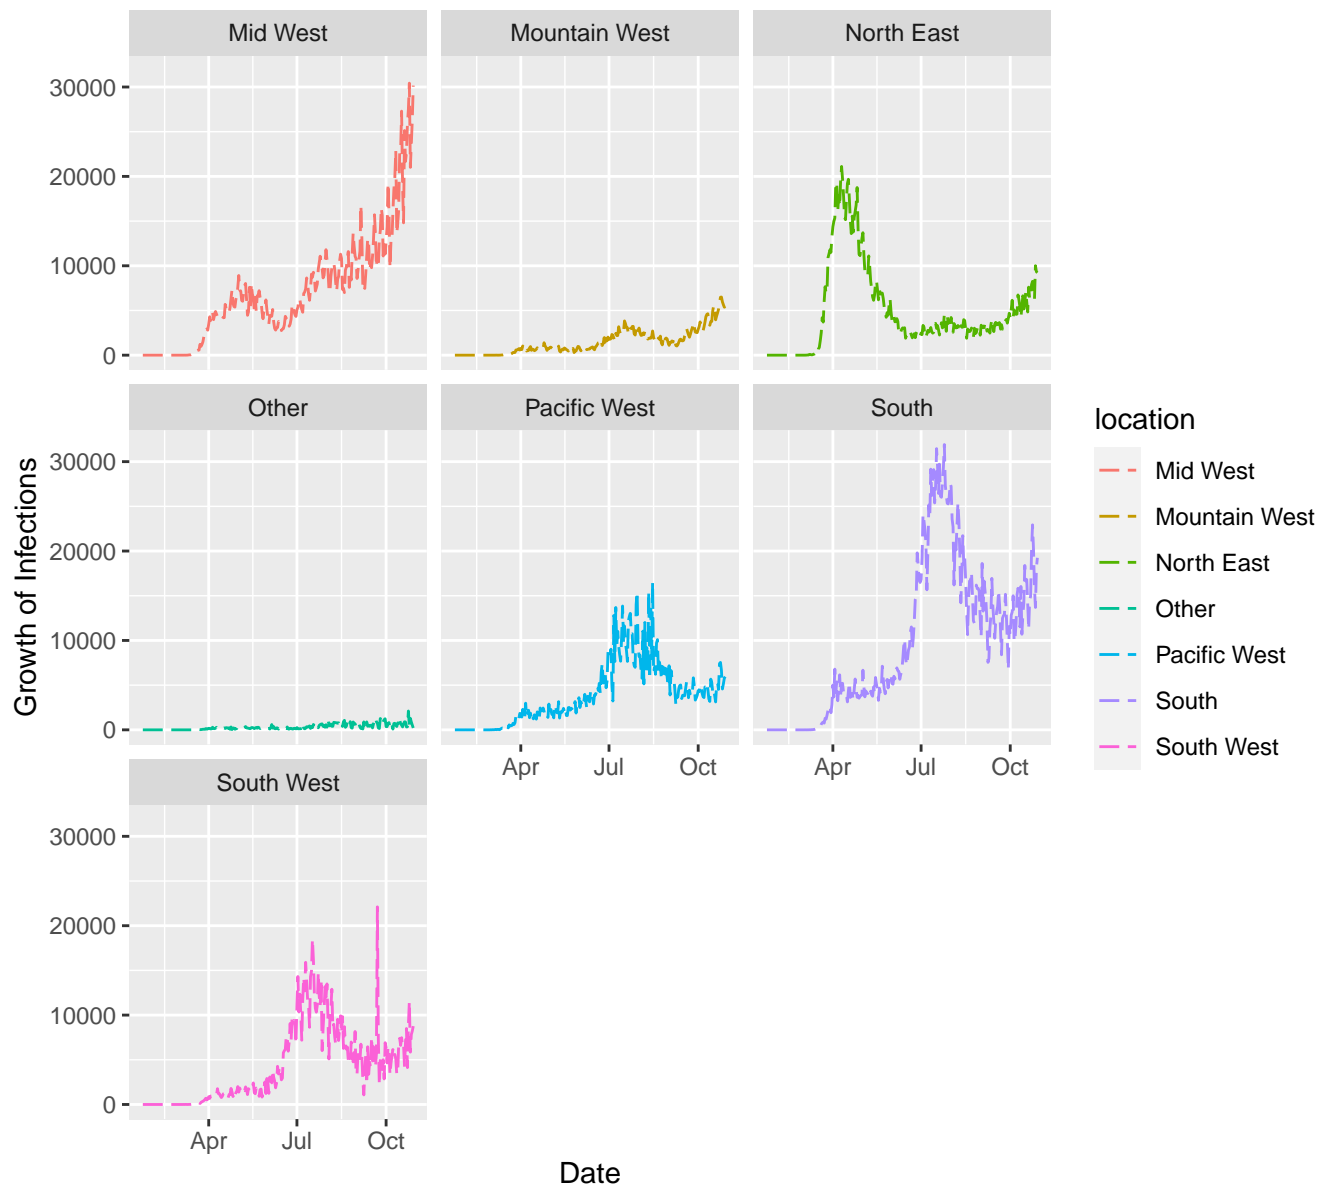 Mid West
Mountain West
North East
30000
20000
10000
0
Other
Pacific West
South
30000
20000
10000
0
Apr
Jul
Oct
Apr
Jul
Oct
South West
30000
20000
10000
0
Apr
Jul
Oct
Growth of Infections
Date
location
Mid West
Mountain West
North East
Other
Pacific West
South
South West